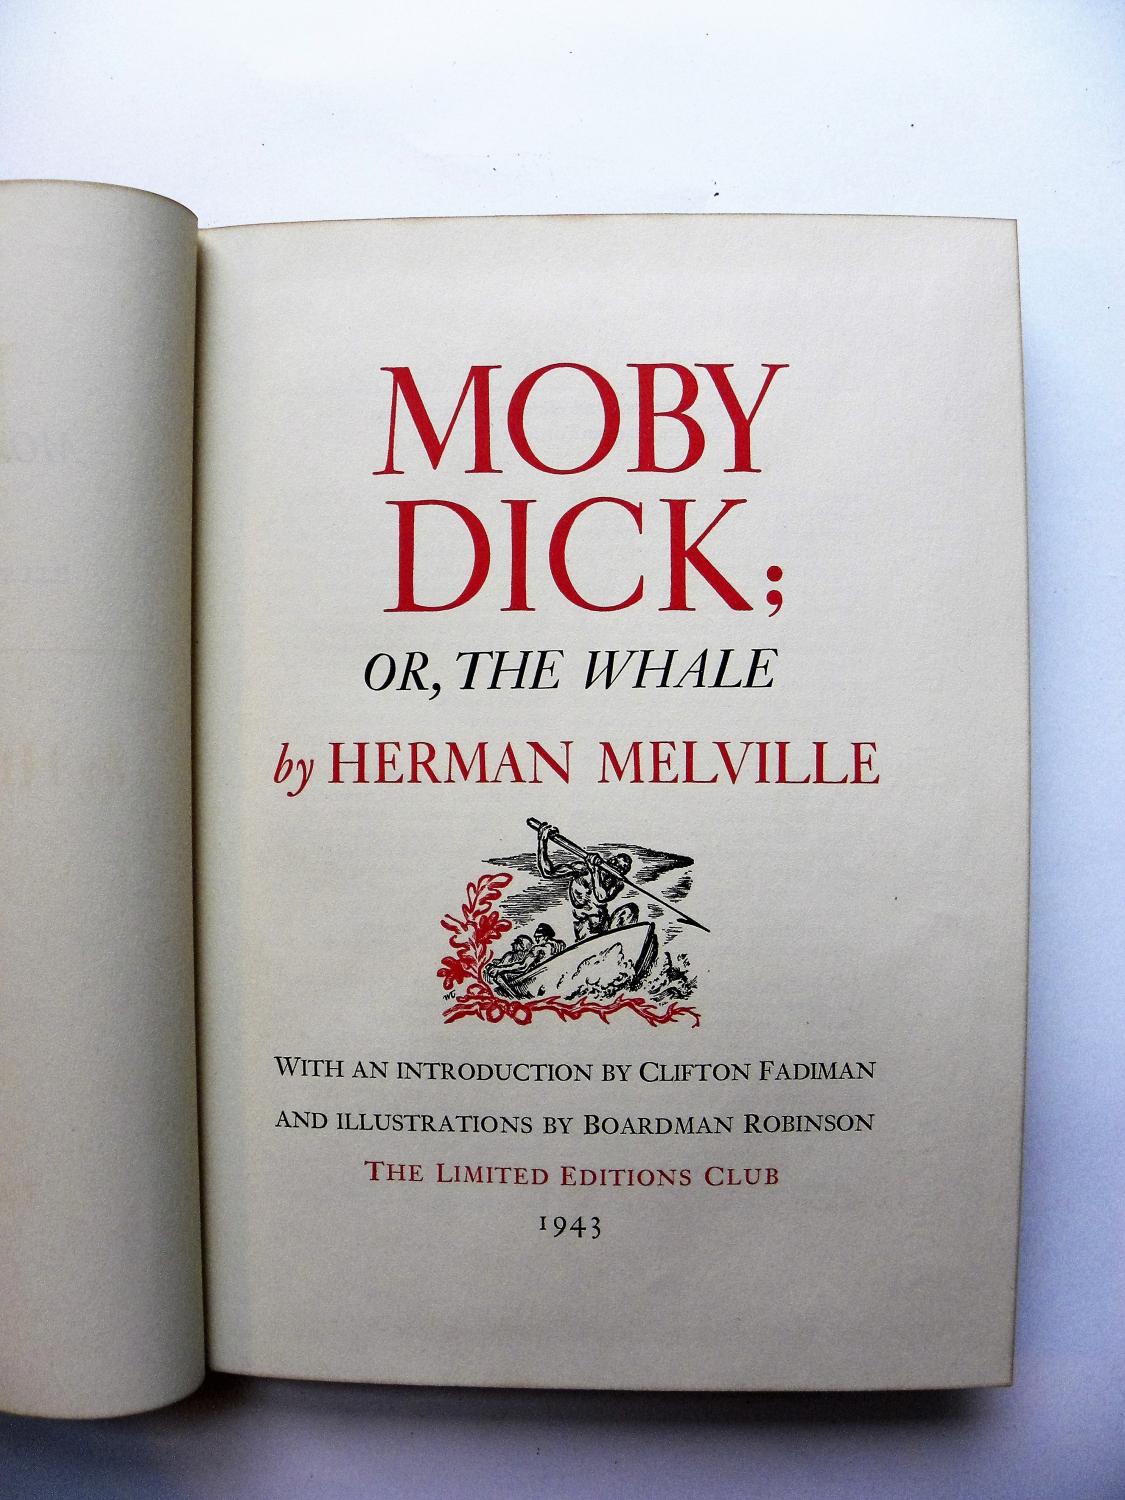 MOBY
DICK;
OR, THE WHALE
by HERMAN MELVILLE
WITH AN INTRODUCTION BY CLIFTON FADIMAN
AND ILLUSTRATIONS BY BOARDMAN ROBINSON
THE LIMITED EDITIONS CLUB
1943